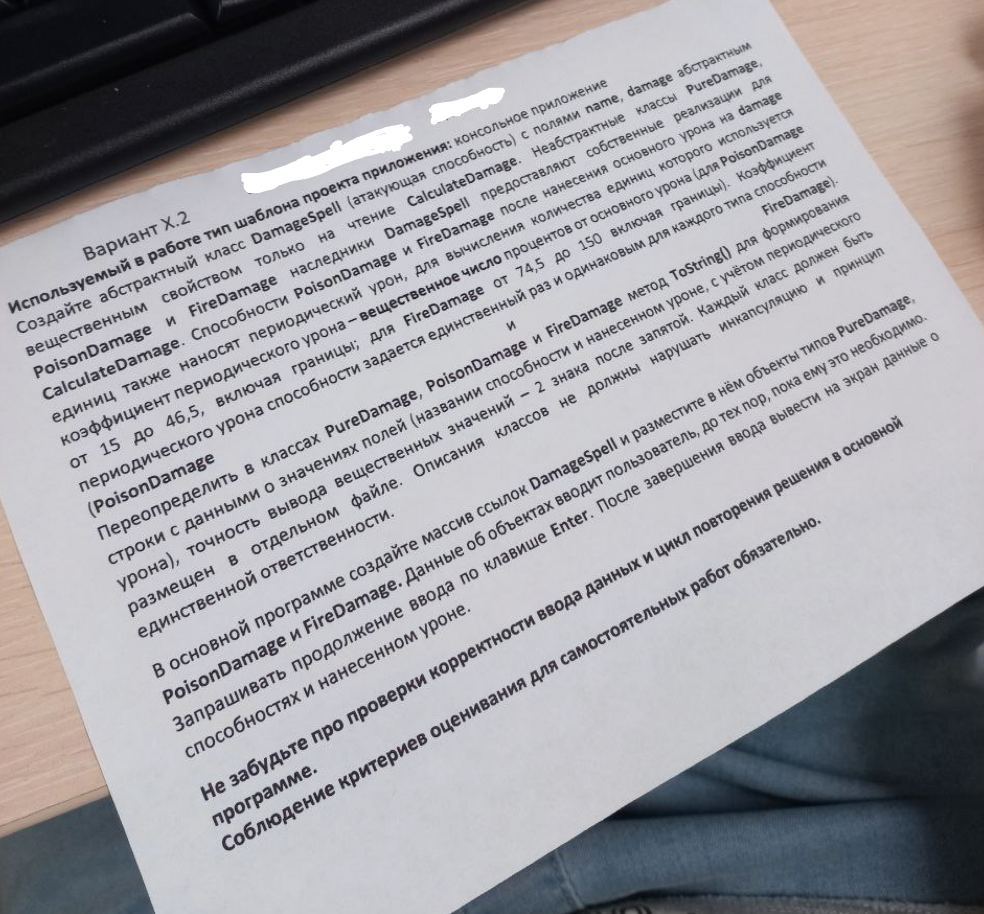 Вариант X.2
Используемый в работе тип шаблона проекта приложения: консольное приложение
Создайте абстрактный класс DamageSpell (атакующая способность) с полями name, damage абстрактным
вещественным свойством только на чтение CalculateDamage. Неабстрактные классы PureDamage,
PoisonDamage и FireDamage наследники DamageSpell предоставляют собственные реализации для
CalculateDamage. Способности PoisonDamage и FireDamage после нанесения основного урона на damage
единиц также наносят периодический урон, для вычисления количества единиц которого используется
коэффициент периодического урона – вещественное число процентов от основного урона (для PoisonDamage
от 15 до 46,5, включая границы; для FireDamage от 74,5 до 150 включая границы). Коэффициент
периодического урона способности задается единственный раз и одинаковым для каждого типа способности
(PoisonDamage и FireDamage).
Переопределить в классах PureDamage, PoisonDamage и FireDamage метод ToString() для формирования
строки с данными о значениях полей (названии способности и нанесенном уроне, с учётом периодического
урона), точность вывода вещественных значений – 2 знака после запятой. Каждый класс должен быть
размещен в отдельном файле. Описания классов не должны нарушать инкапсуляцию и принцип
единственной ответственности.
В основной программе создайте массив ссылок DamageSpell и разместите в нём объекты типов PureDamage,
PoisonDamage и FireDamage. Данные об объектах вводит пользователь, до тех пор, пока ему это необходимо.
Запрашивать продолжение ввода по клавише Enter. После завершения ввода вывести на экран данные о
способностях и нанесенном уроне.
Не забудьте про проверки корректности ввода данных и цикл повторения решения в основной
программе.
Соблюдение критериев оценивания для самостоятельных работ обязательно.